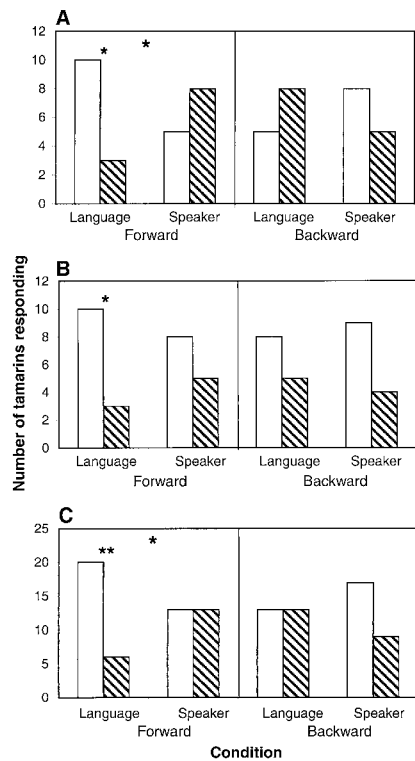 A
12
10
8
6
4
2
0
* *
Language Speaker Language Speaker
Forward Backward
B
12
10
8
6
4
2
0
*
Language Speaker Language Speaker
Forward Backward
C
25
20
15
10
5
0
** *
Language Speaker Language Speaker
Forward Backward
Condition
Number of tamarins responding